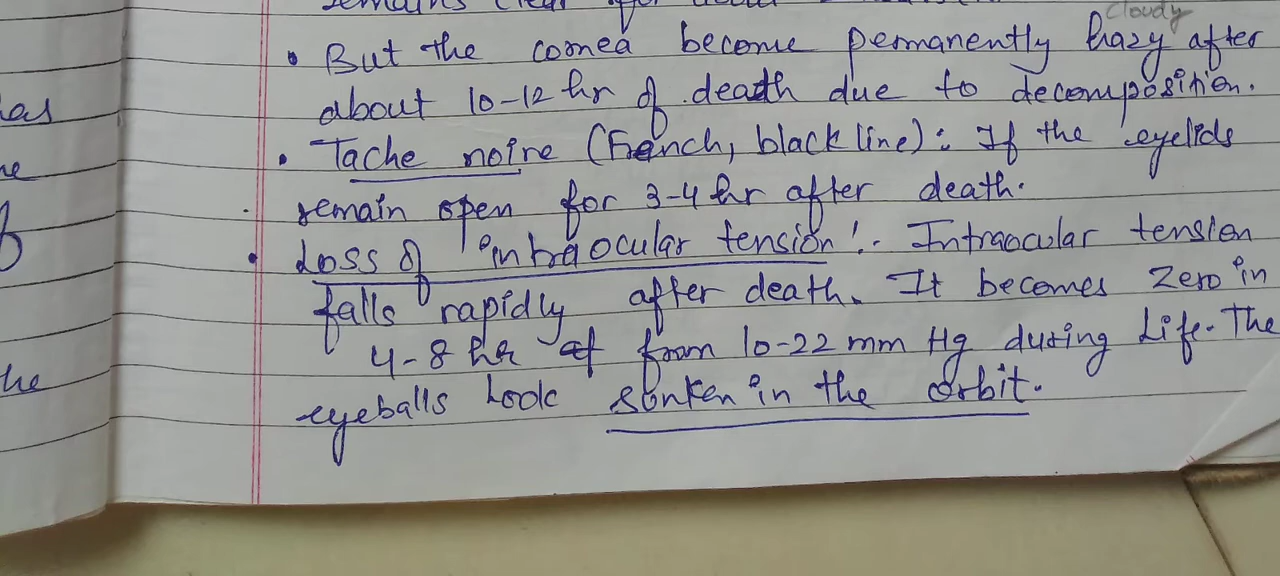 remains clear
Cloudy
• But the cornea become permanently hazy after
about 10-12 hr of death due to decomposition.
• Tache noire (French, black line): If the eyelids
remain open for 3-4 hr after death.
• Loss of intraocular tension :- Intraocular tension
falls rapidly after death. It becomes Zero in
4-8 hr from 10-22 mm Hg during Life. The
eyeballs look sunken in the orbit.
he